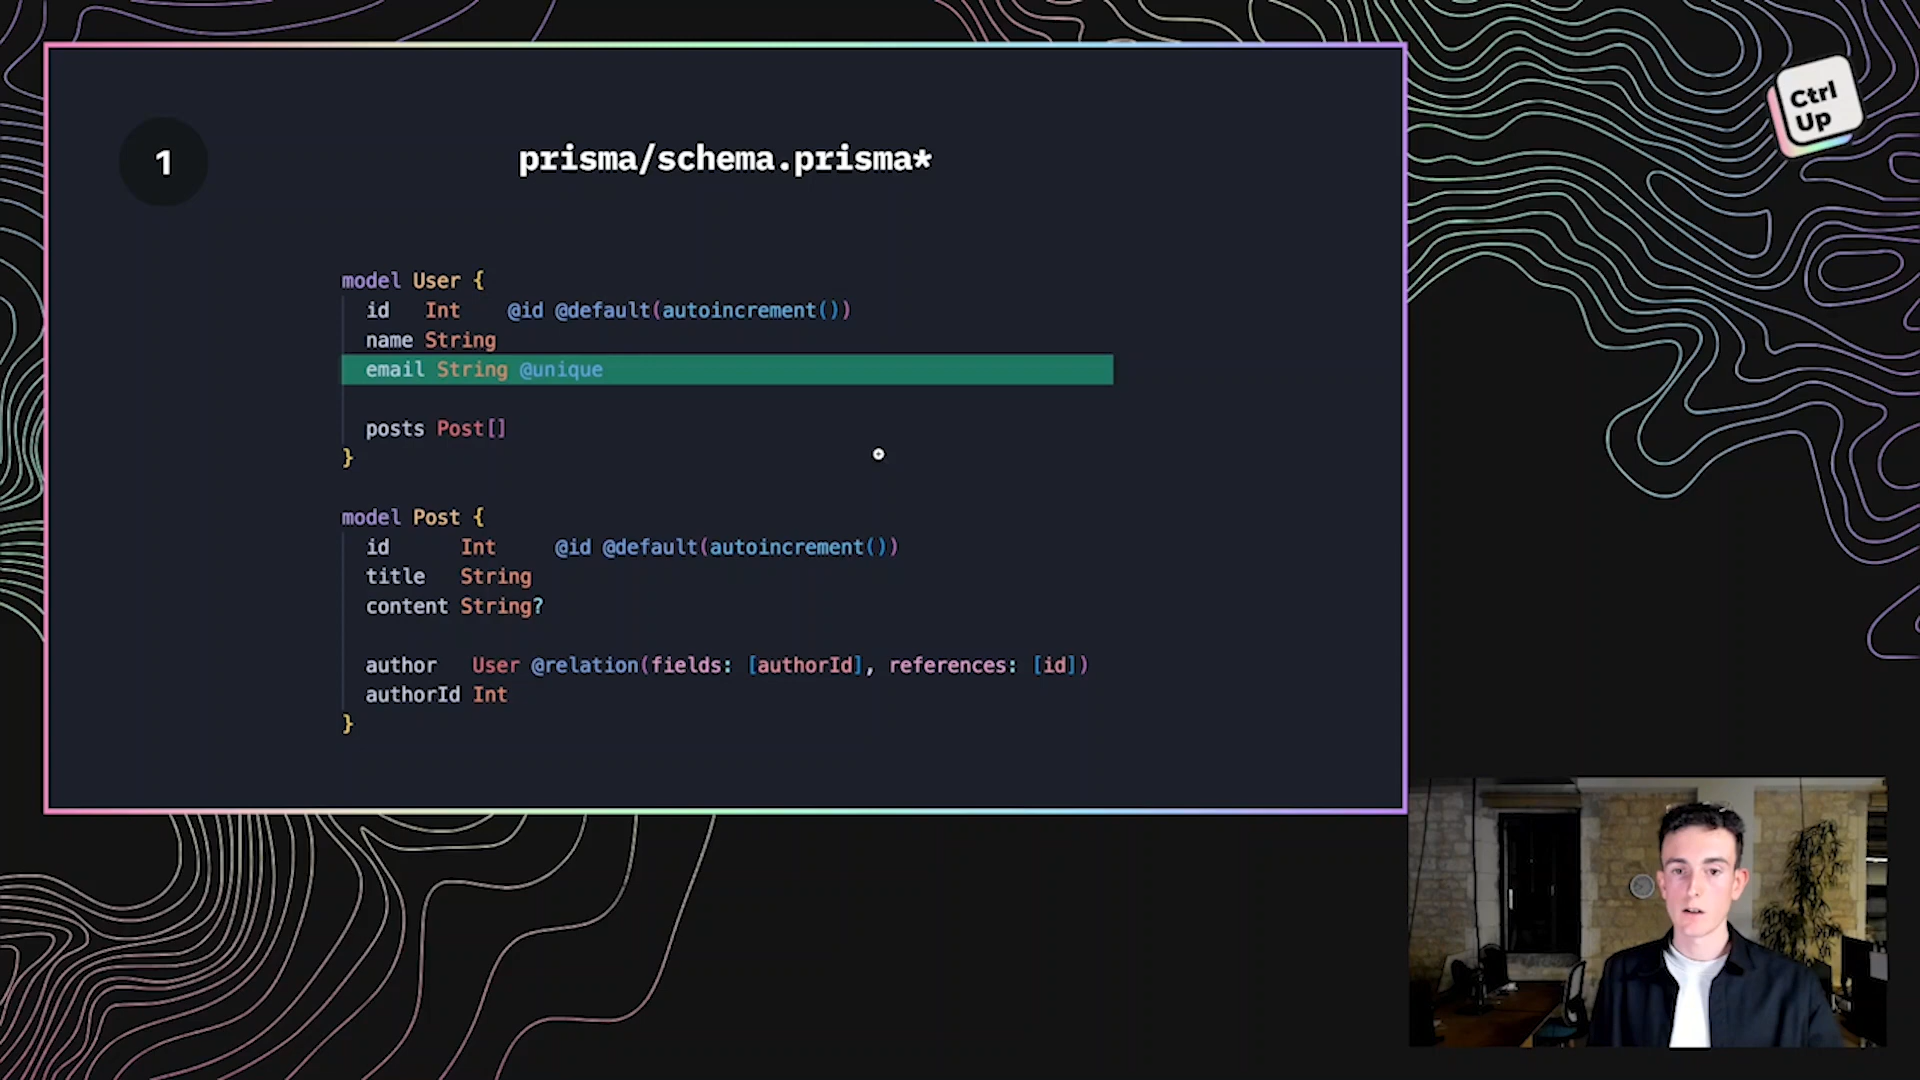 1
prisma/schema.prisma*
model User {
id Int @id @default(autoincrement())
name String
email String @unique
posts Post[]
}
model Post {
id Int @id @default(autoincrement())
title String
content String?
author User @relation(fields: [authorId], references: [id])
authorId Int
}
Ctrl
Up